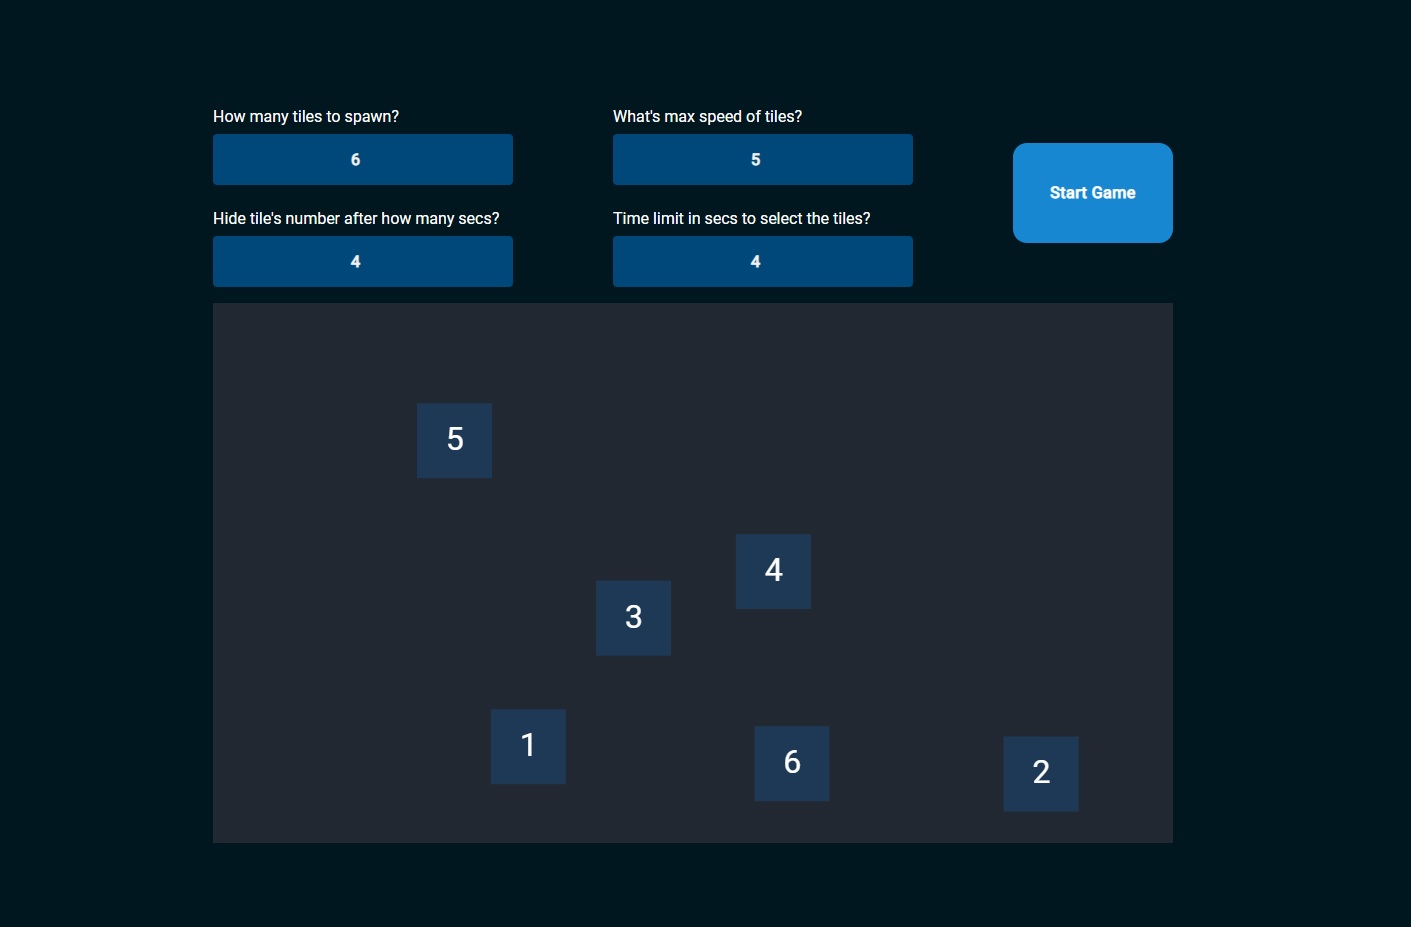 How many tiles to spawn?
What's max speed of tiles?
6
5
Start Game
Hide tile's number after how many secs?
Time limit in secs to select the tiles?
4
4
5
4
3
1
6
2